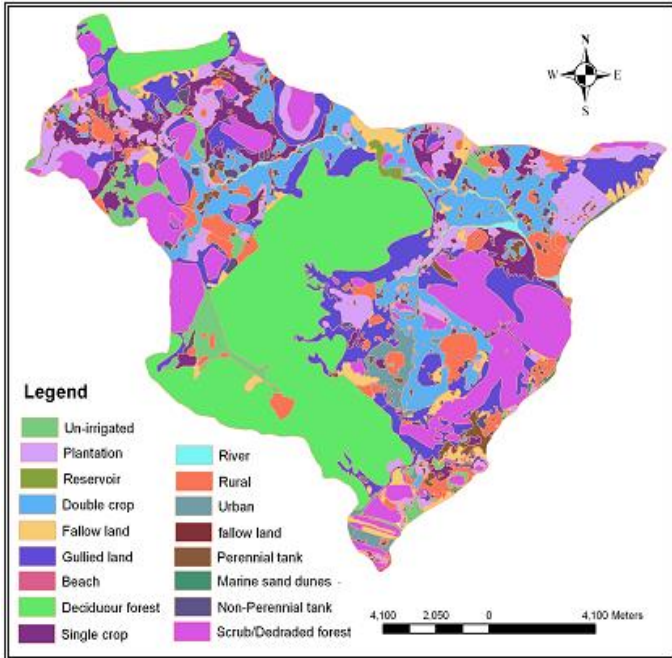 N
W E
S
Legend
Un-irrigated
Plantation
Reservoir
Double crop
Fallow land
Gullied land
Beach
Deciduour forest
Single crop
River
Rural
Urban
fallow land
Perennial tank
Marine sand dunes
Non-Perennial tank
Scrub/Dedraded forest
4,100 2,050 0 4,100 Meters